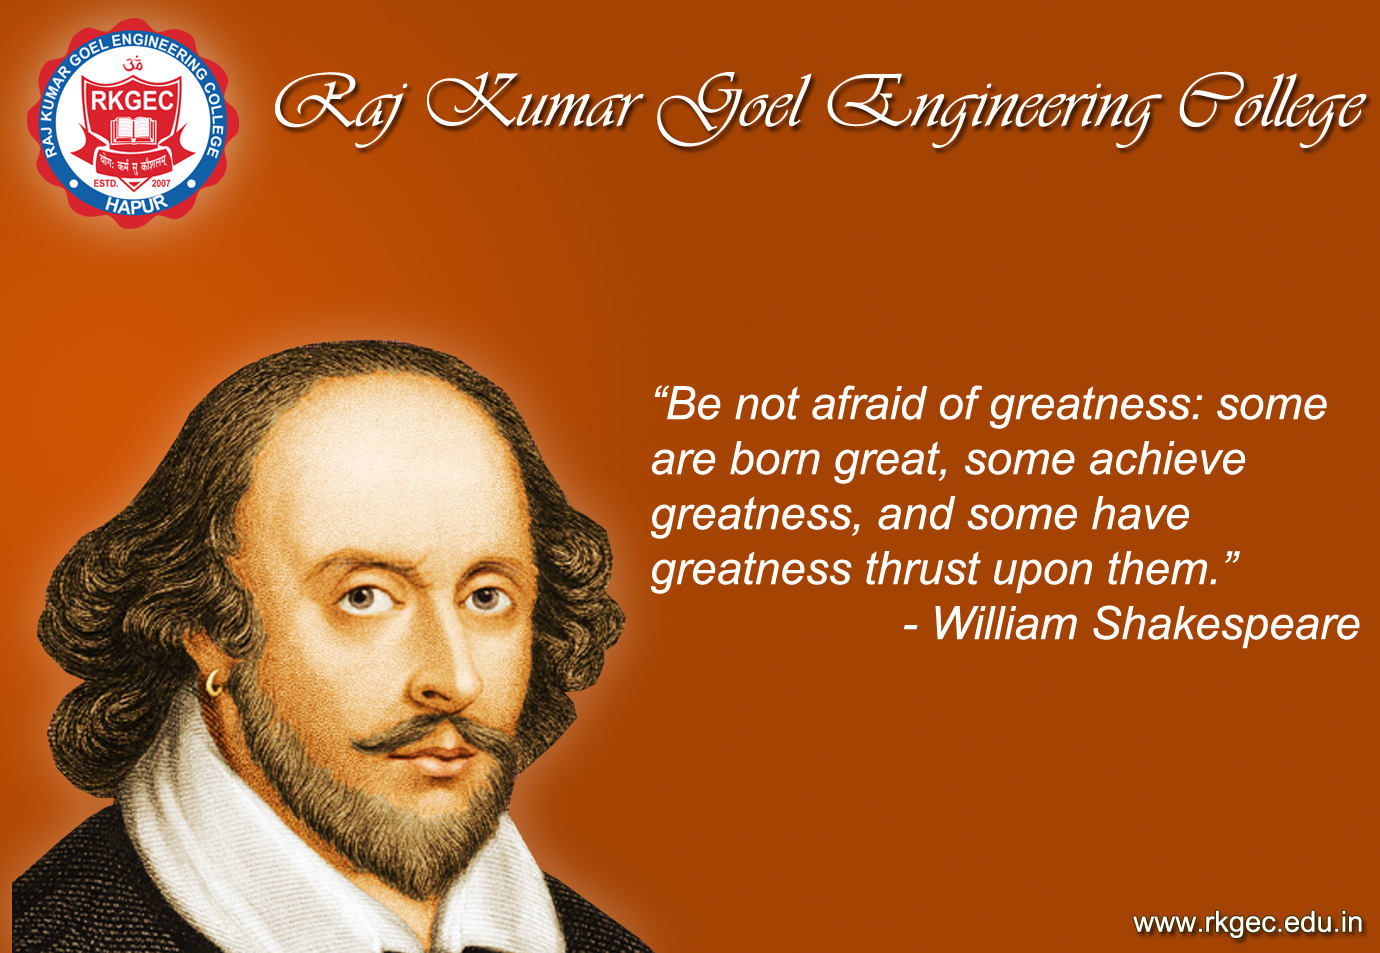 RAJ KUMAR GOEL ENGINEERING COLLEGE
ॐ
RKGEC
योगः कर्म सु कौशलम्
ESTD. 2007
HAPUR
Raj Kumar Goel Engineering College
“Be not afraid of greatness: some
are born great, some achieve
greatness, and some have
greatness thrust upon them.”
- William Shakespeare
www.rkgec.edu.in